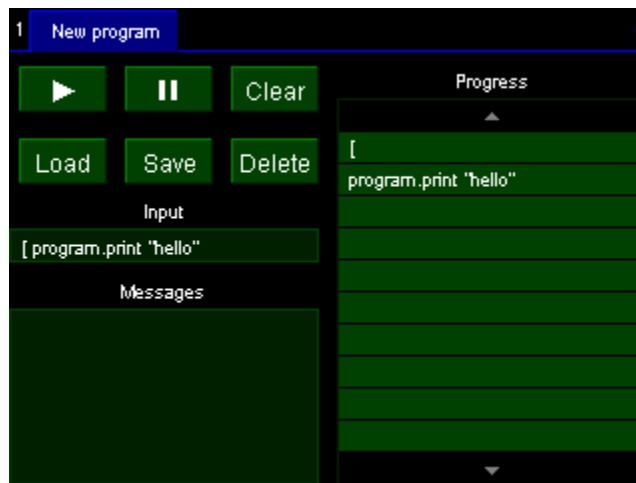 1 New program
Clear
Load Save Delete
Input
[ program.print "hello"
Messages
Progress
[
program.print "hello"